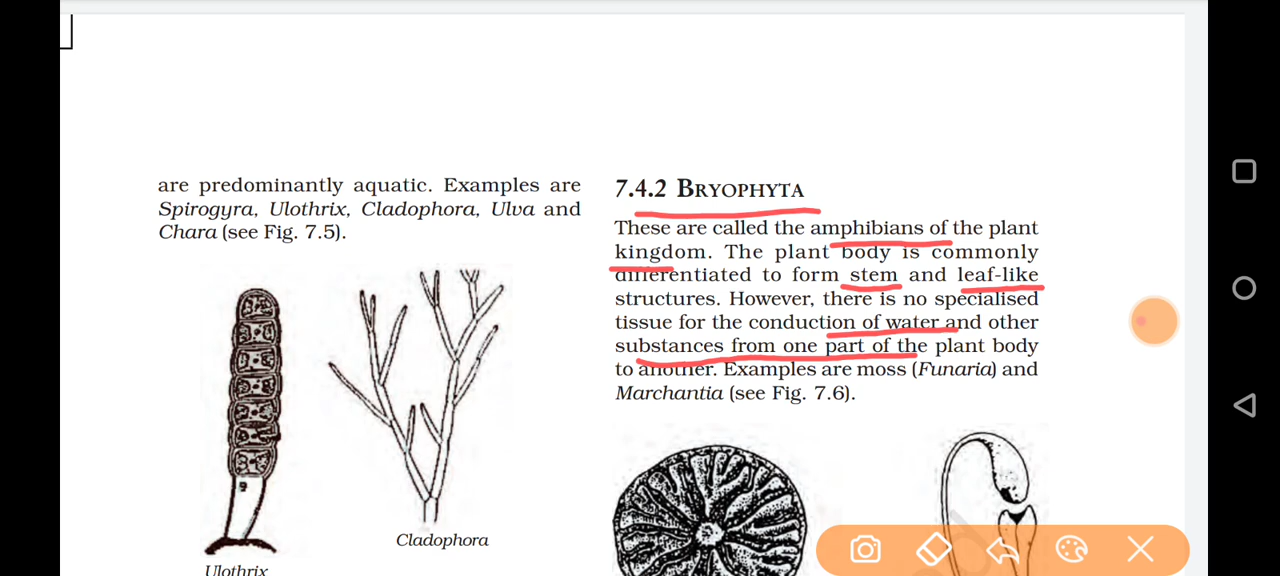 are predominantly aquatic. Examples are
Spirogyra, Ulothrix, Cladophora, Ulva and
Chara (see Fig. 7.5).
Cladophora
Ulothrix
7.4.2 BRYOPHYTA
These are called the amphibians of the plant
kingdom. The plant body is commonly
differentiated to form stem and leaf-like
structures. However, there is no specialised
tissue for the conduction of water and other
substances from one part of the plant body
to another. Examples are moss (Funaria) and
Marchantia (see Fig. 7.6).